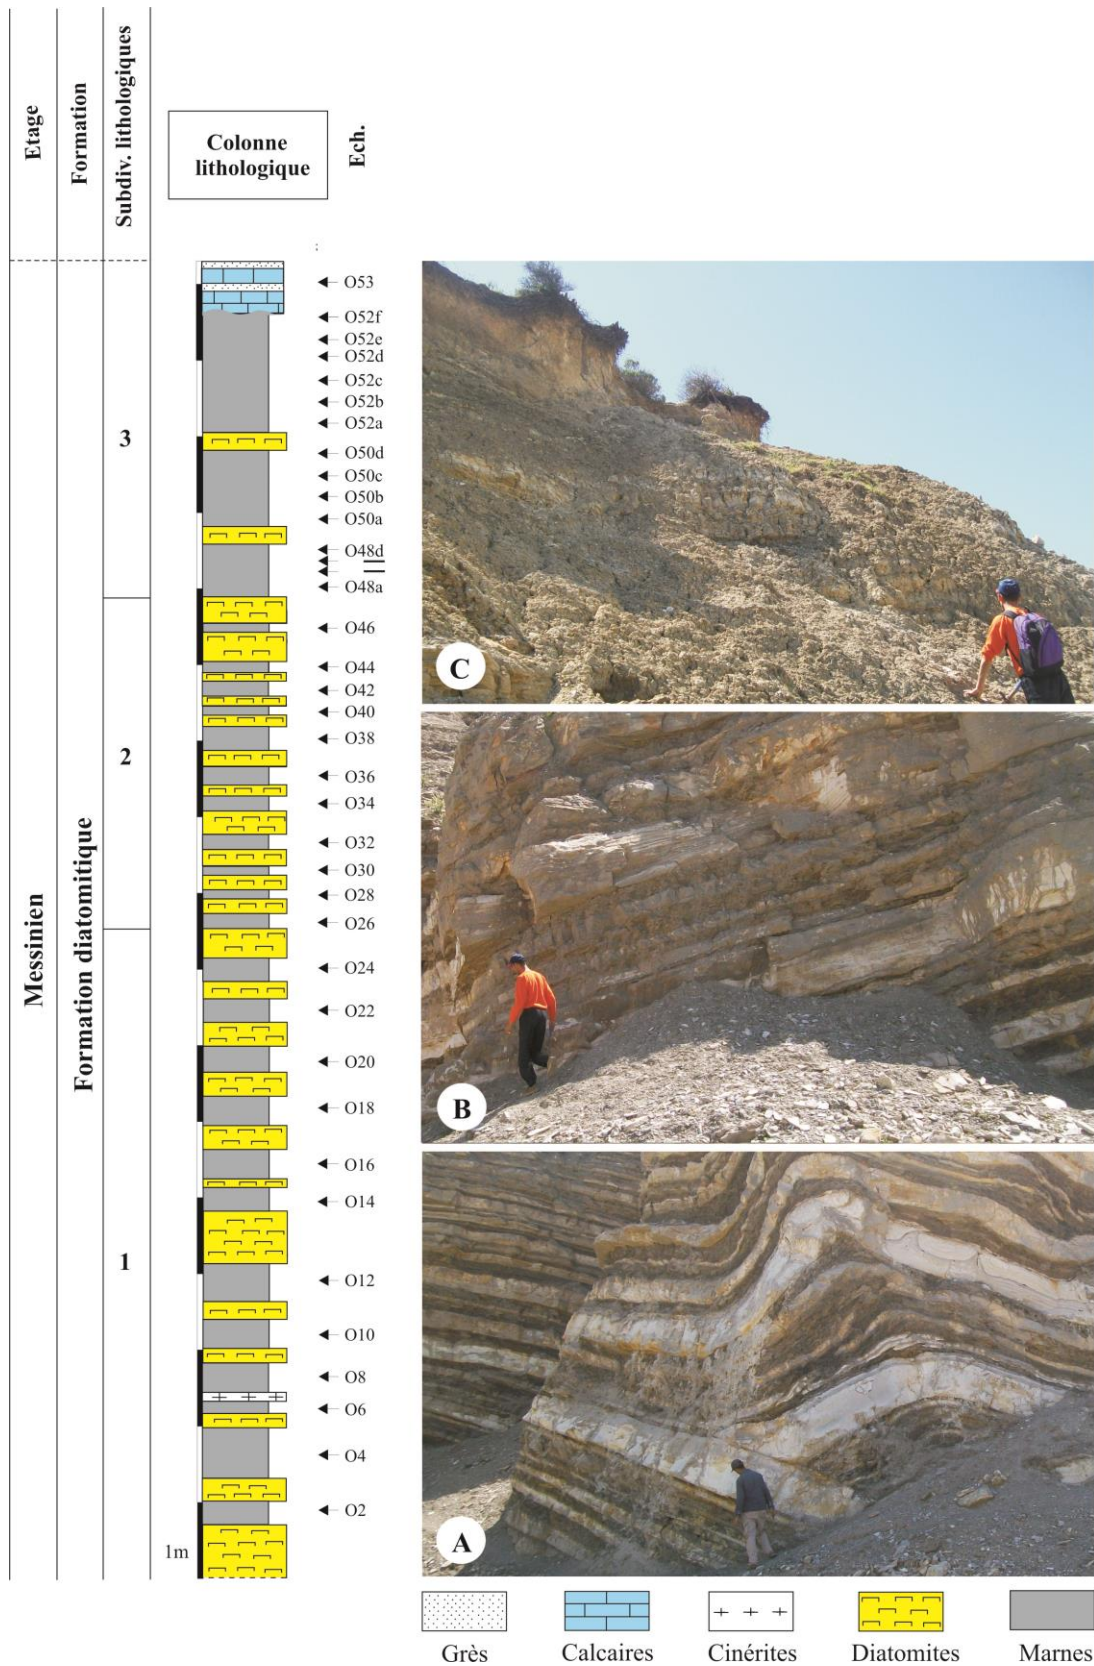 Etage
Formation
Subdiv. lithologiques
Colonne
lithologique
Ech.
:
Messinien
Formation diatomitique
3
2
1
O53
O52f
O52e
O52d
O52c
O52b
O52a
O50d
O50c
O50b
O50a
O48d
O48a
O46
O44
O42
O40
O38
O36
O34
O32
O30
O28
O26
O24
O22
O20
O18
O16
O14
O12
O10
O8
O6
O4
O2
1m
C
B
A
Grès
Calcaires
Cinérites
Diatomites
Marnes